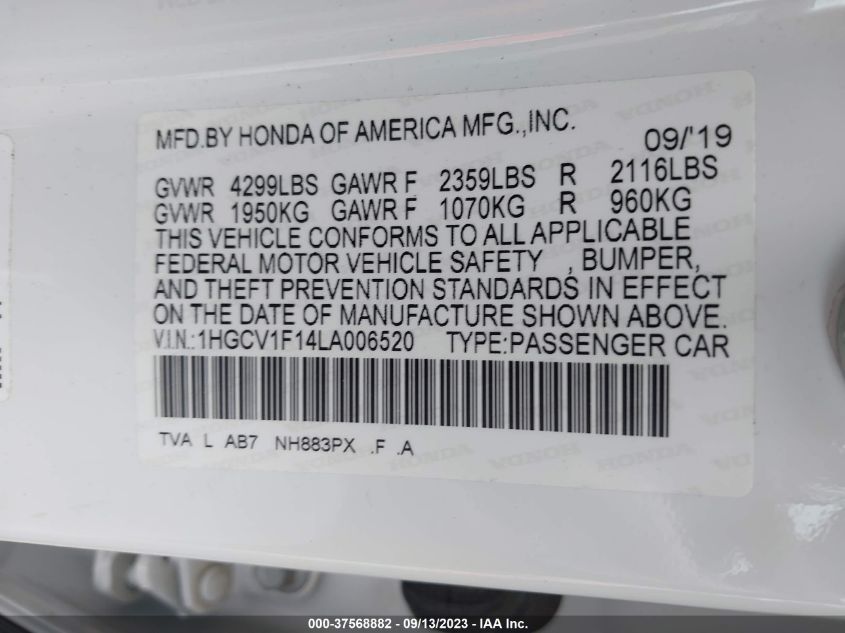 MFD.BY HONDA OF AMERICA MFG.,INC. 09/'19
GVWR 4299LBS GAWR F 2359LBS R 2116LBS
GVWR 1950KG GAWR F 1070KG R 960KG
THIS VEHICLE CONFORMS TO ALL APPLICABLE
FEDERAL MOTOR VEHICLE SAFETY , BUMPER,
AND THEFT PREVENTION STANDARDS IN EFFECT
ON THE DATE OF MANUFACTURE SHOWN ABOVE.
V.I.N.:1HGCV1F14LA006520 TYPE:PASSENGER CAR
TVA L AB7 NH883PX .F .A
000-37568882 - 09/13/2023 - IAA Inc.